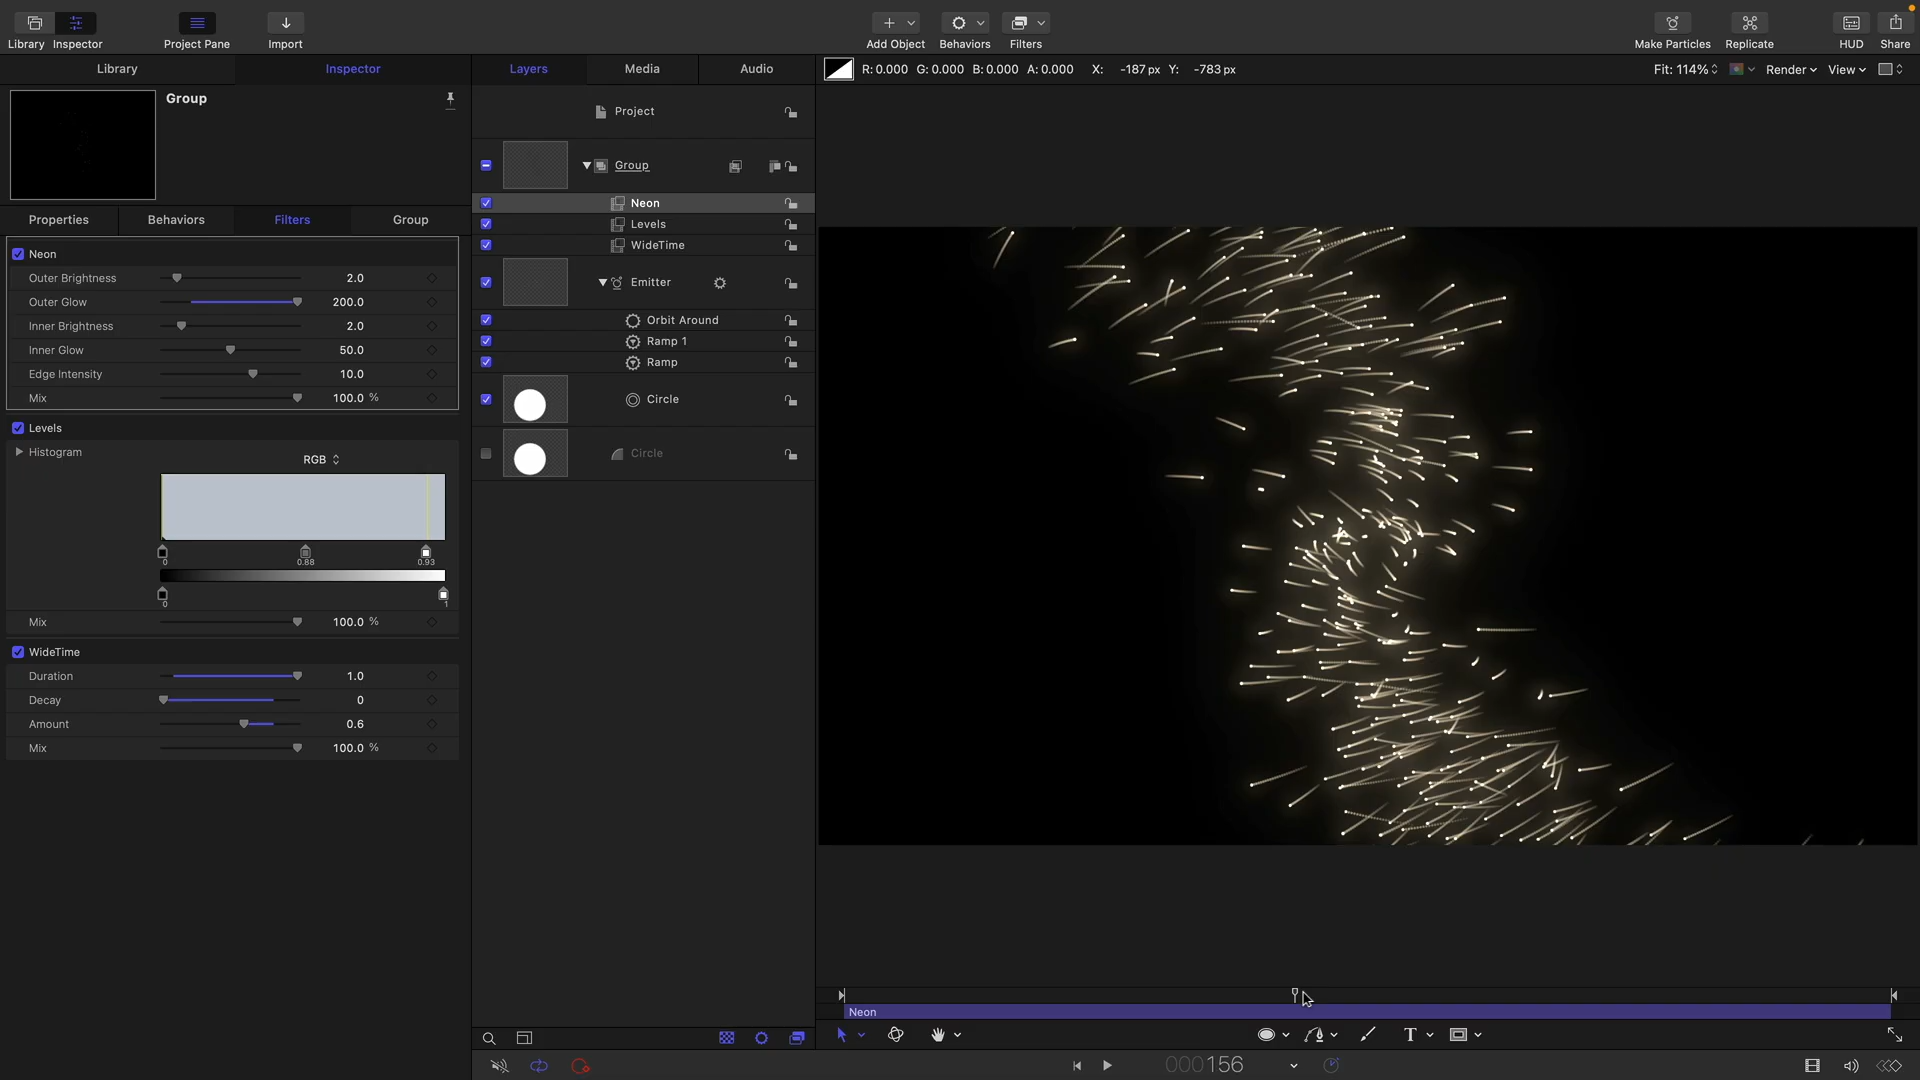 Library
Inspector
Project Pane
Import
Add Object
Behaviors
Filters
Make Particles
Replicate
HUD
Share
Library
Inspector
Layers
Media
Audio
R: 0.000 G: 0.000 B: 0.000 A: 0.000 X: -187 px Y: -783 px
Fit: 114%
Render
View
Group
Project
Group
Neon
Levels
WideTime
Emitter
Orbit Around
Ramp 1
Ramp
Circle
Circle
Properties
Behaviors
Filters
Group
Neon
Outer Brightness 2.0
Outer Glow 200.0
Inner Brightness 2.0
Inner Glow 50.0
Edge Intensity 10.0
Mix 100.0 %
Levels
Histogram
RGB
0 0.88 0.93
0 1
Mix 100.0 %
WideTime
Duration 1.0
Decay 0
Amount 0.6
Mix 100.0 %
Neon
T
000156